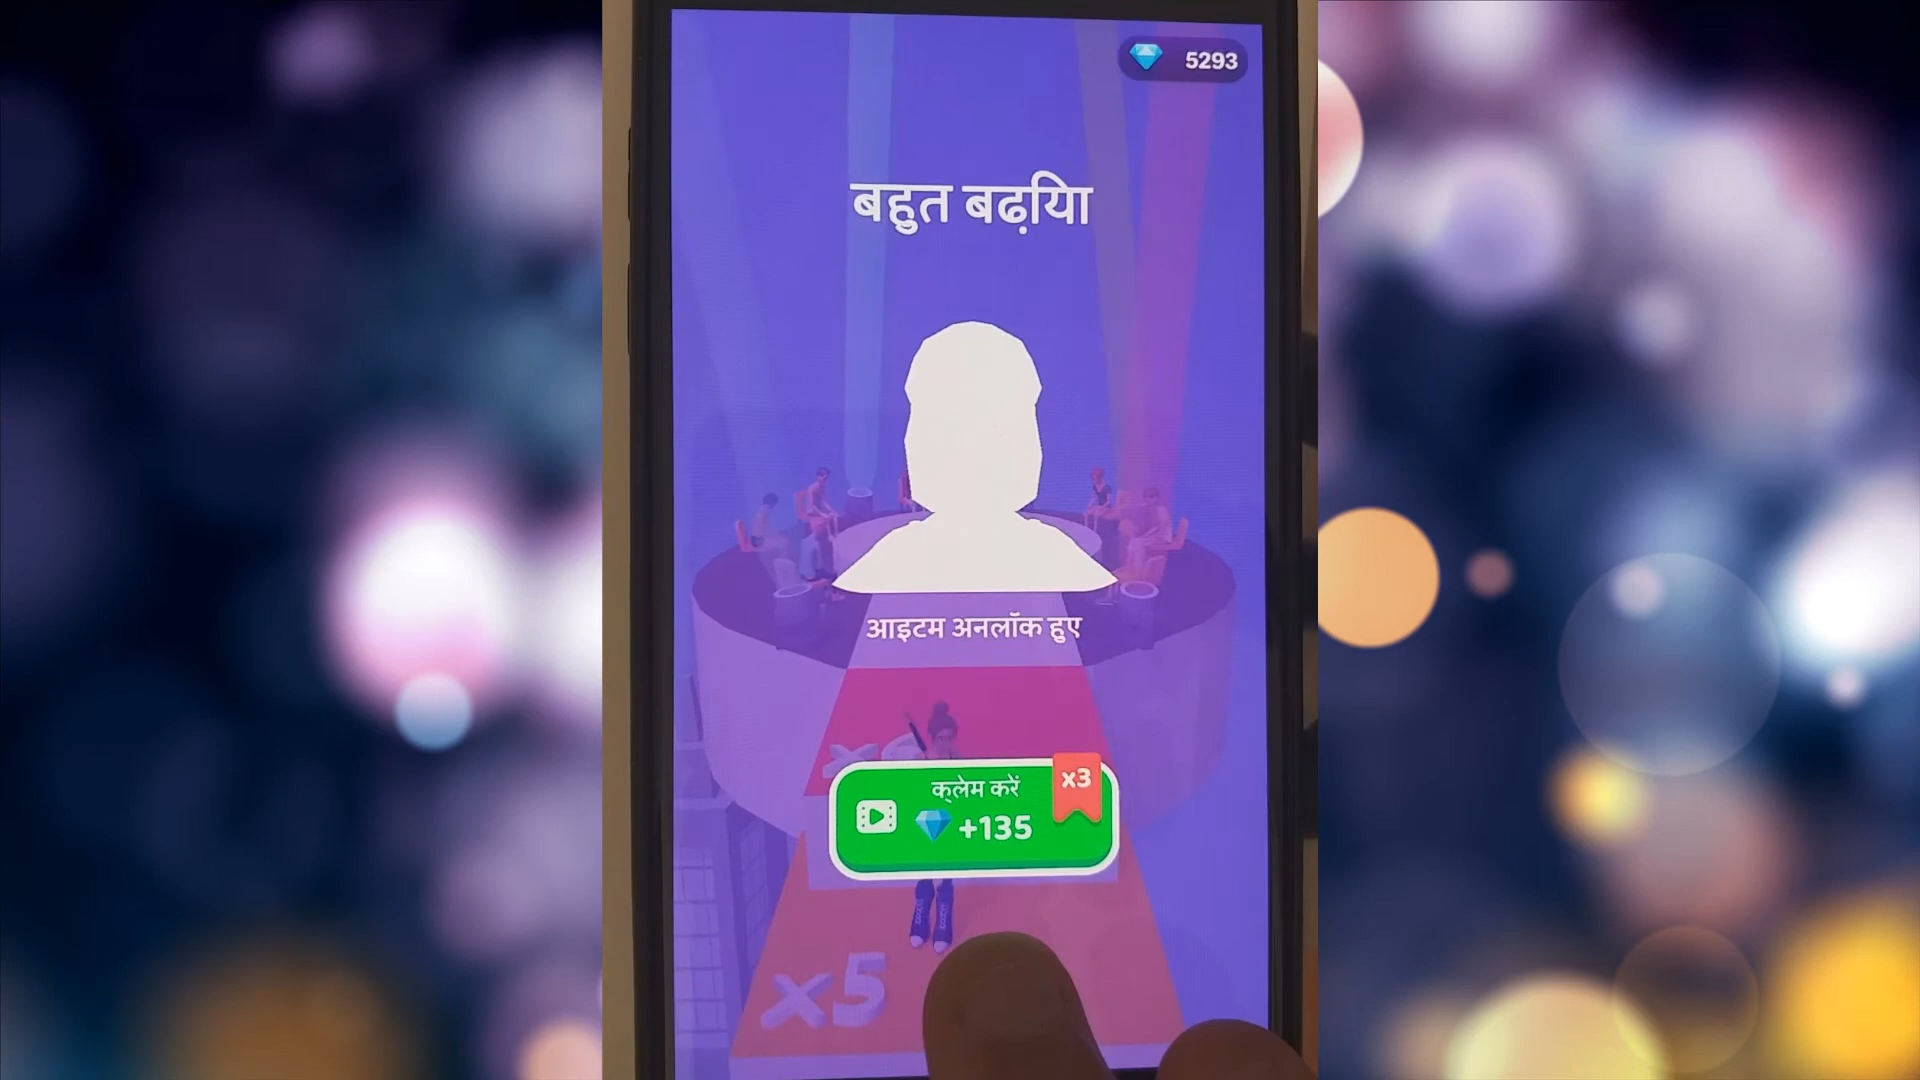 5293
बहुत बढ़िया
आइटम अनलॉक हुए
क्लेम करें
x3
+135
x5